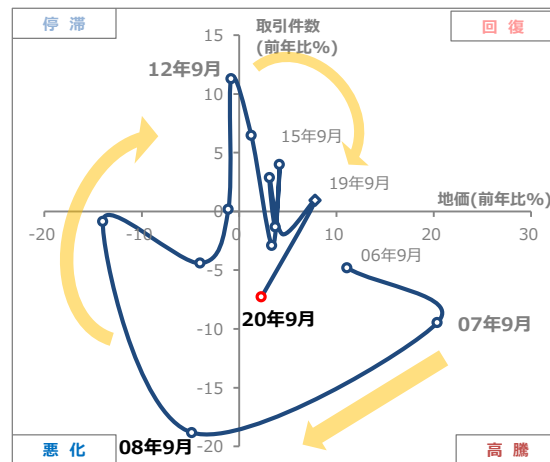 停 滞
取引件数
(前年比%)
回 復
15
10
5
0
-5
-10
-15
-20
12年9月
15年9月
19年9月
地価(前年比%)
-20
-10
0
10
20
30
06年9月
20年9月
07年9月
悪 化
08年9月
高 騰